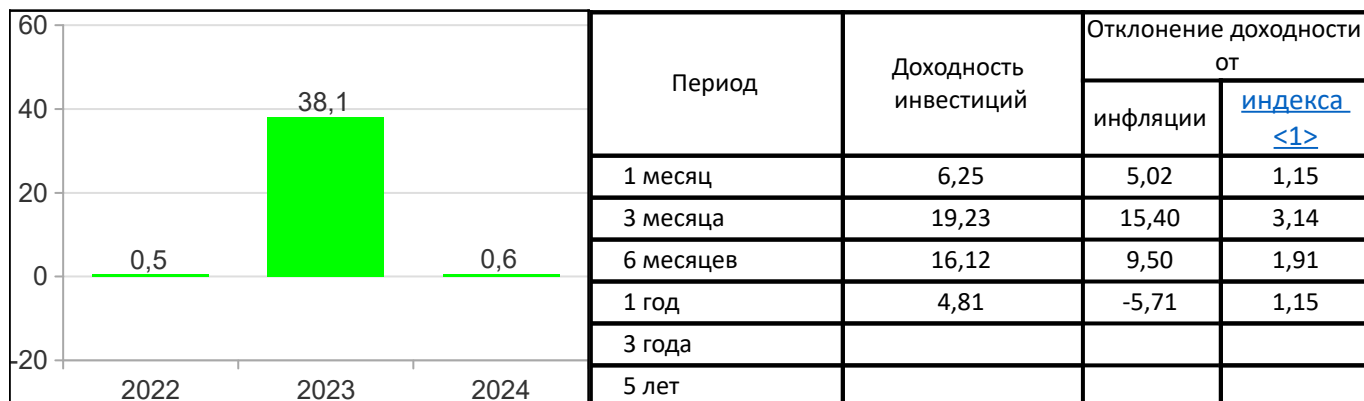 60
40
20
0
-20
0,5
38,1
0,6
2022 2023 2024
Период
Доходность
инвестиций
Отклонение доходности
от
инфляции
индекса
<1>
1 месяц 6,25 5,02 1,15
3 месяца 19,23 15,40 3,14
6 месяцев 16,12 9,50 1,91
1 год 4,81 -5,71 1,15
3 года
5 лет